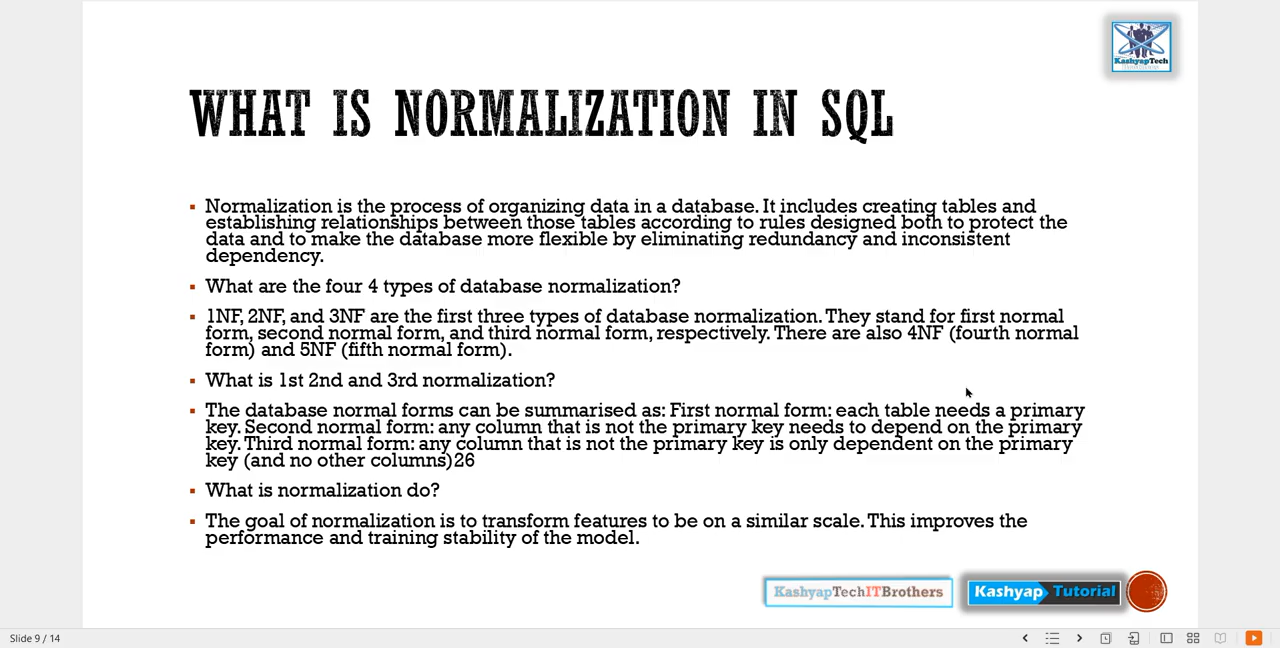 KashyapTech
WHAT IS NORMALIZATION IN SQL
Normalization is the process of organizing data in a database. It includes creating tables and
establishing relationships between those tables according to rules designed both to protect the
data and to make the database more flexible by eliminating redundancy and inconsistent
dependency.
What are the four 4 types of database normalization?
1NF, 2NF, and 3NF are the first three types of database normalization. They stand for first normal
form, second normal form, and third normal form, respectively. There are also 4NF (fourth normal
form) and 5NF (fifth normal form).
What is 1st 2nd and 3rd normalization?
The database normal forms can be summarised as: First normal form: each table needs a primary
key. Second normal form: any column that is not the primary key needs to depend on the primary
key. Third normal form: any column that is not the primary key is only dependent on the primary
key (and no other columns)26
What is normalization do?
The goal of normalization is to transform features to be on a similar scale. This improves the
performance and training stability of the model.
KashyapTechITBrothers
Kashyap Tutorial
Slide 9 / 14